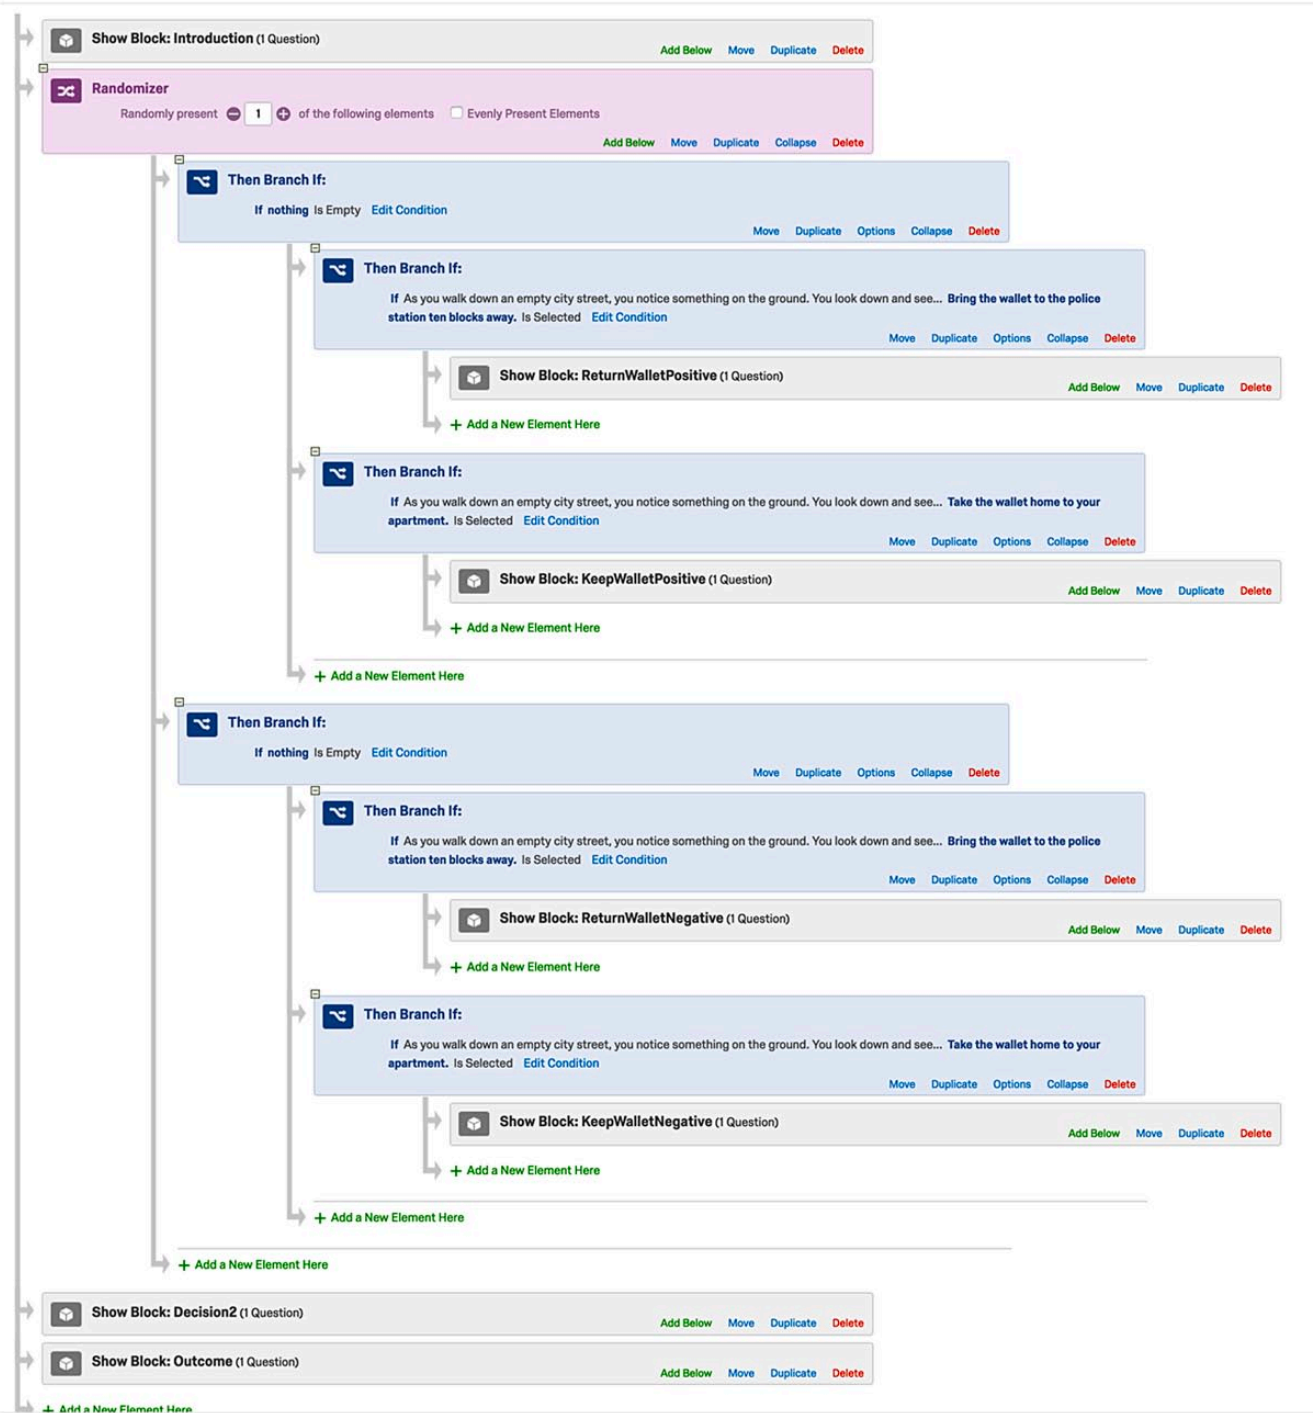 Show Block: Introduction (1 Question)
Add Below Move Duplicate Delete
Randomizer
Randomly present 1 of the following elements Evenly Present Elements
Add Below Move Duplicate Collapse Delete
Then Branch If:
If nothing Is Empty Edit Condition
Move Duplicate Options Collapse Delete
Then Branch If:
If As you walk down an empty city street, you notice something on the ground. You look down and see... Bring the wallet to the police
station ten blocks away. Is Selected Edit Condition
Move Duplicate Options Collapse Delete
Show Block: ReturnWalletPositive (1 Question)
Add Below Move Duplicate Delete
+ Add a New Element Here
Then Branch If:
If As you walk down an empty city street, you notice something on the ground. You look down and see... Take the wallet home to your
apartment. Is Selected Edit Condition
Move Duplicate Options Collapse Delete
Show Block: KeepWalletPositive (1 Question)
Add Below Move Duplicate Delete
+ Add a New Element Here
+ Add a New Element Here
Then Branch If:
If nothing Is Empty Edit Condition
Move Duplicate Options Collapse Delete
Then Branch If:
If As you walk down an empty city street, you notice something on the ground. You look down and see... Bring the wallet to the police
station ten blocks away. Is Selected Edit Condition
Move Duplicate Options Collapse Delete
Show Block: ReturnWalletNegative (1 Question)
Add Below Move Duplicate Delete
+ Add a New Element Here
Then Branch If:
If As you walk down an empty city street, you notice something on the ground. You look down and see... Take the wallet home to your
apartment. Is Selected Edit Condition
Move Duplicate Options Collapse Delete
Show Block: KeepWalletNegative (1 Question)
Add Below Move Duplicate Delete
+ Add a New Element Here
+ Add a New Element Here
+ Add a New Element Here
Show Block: Decision2 (1 Question)
Add Below Move Duplicate Delete
Show Block: Outcome (1 Question)
Add Below Move Duplicate Delete
+ Add a New Element Here